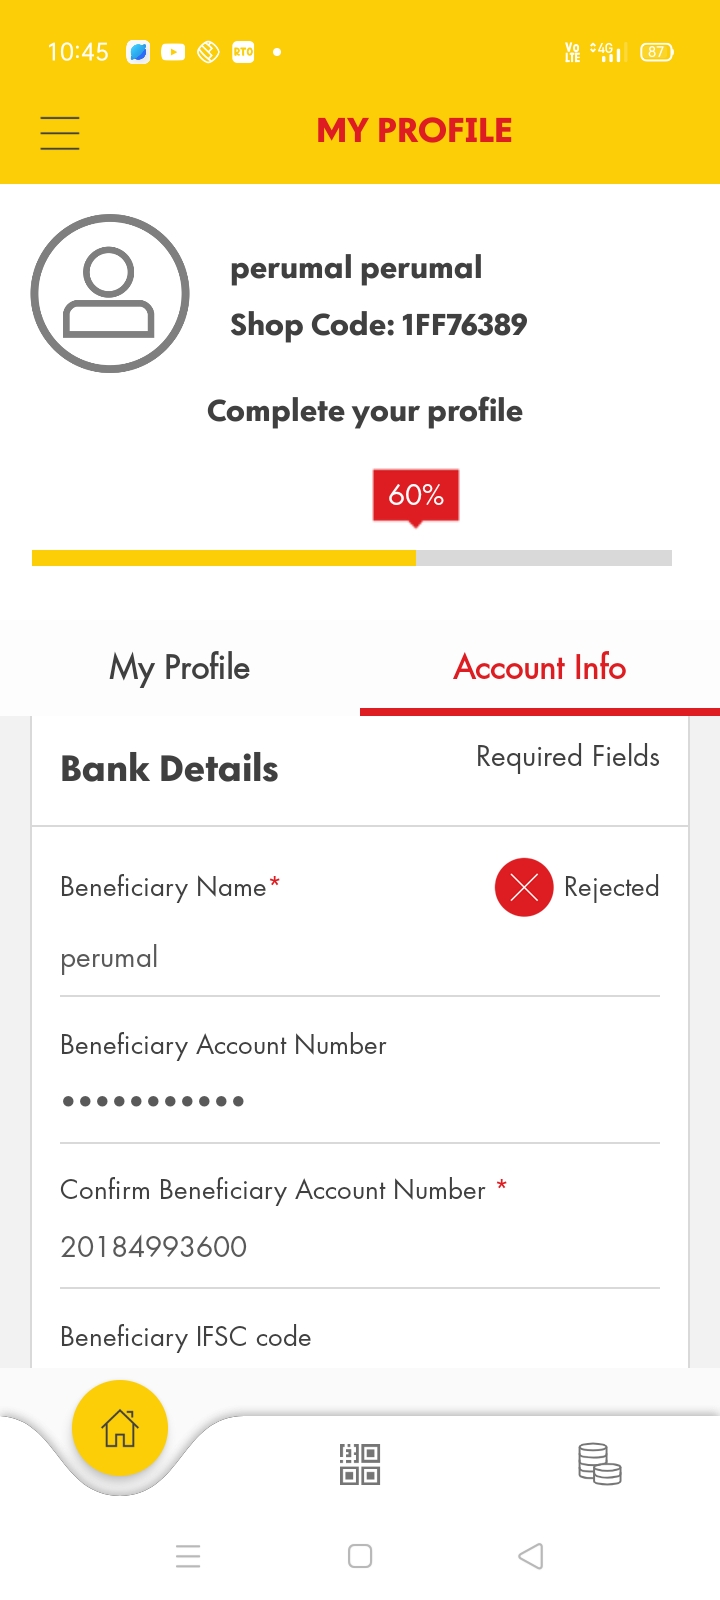 10:45 RTO Vo LTE 4G 87
MY PROFILE
perumal perumal
Shop Code: 1FF76389
Complete your profile
60%
My Profile Account Info
Bank Details Required Fields
Beneficiary Name* Rejected
perumal
Beneficiary Account Number
•••••••••••
Confirm Beneficiary Account Number *
20184993600
Beneficiary IFSC code